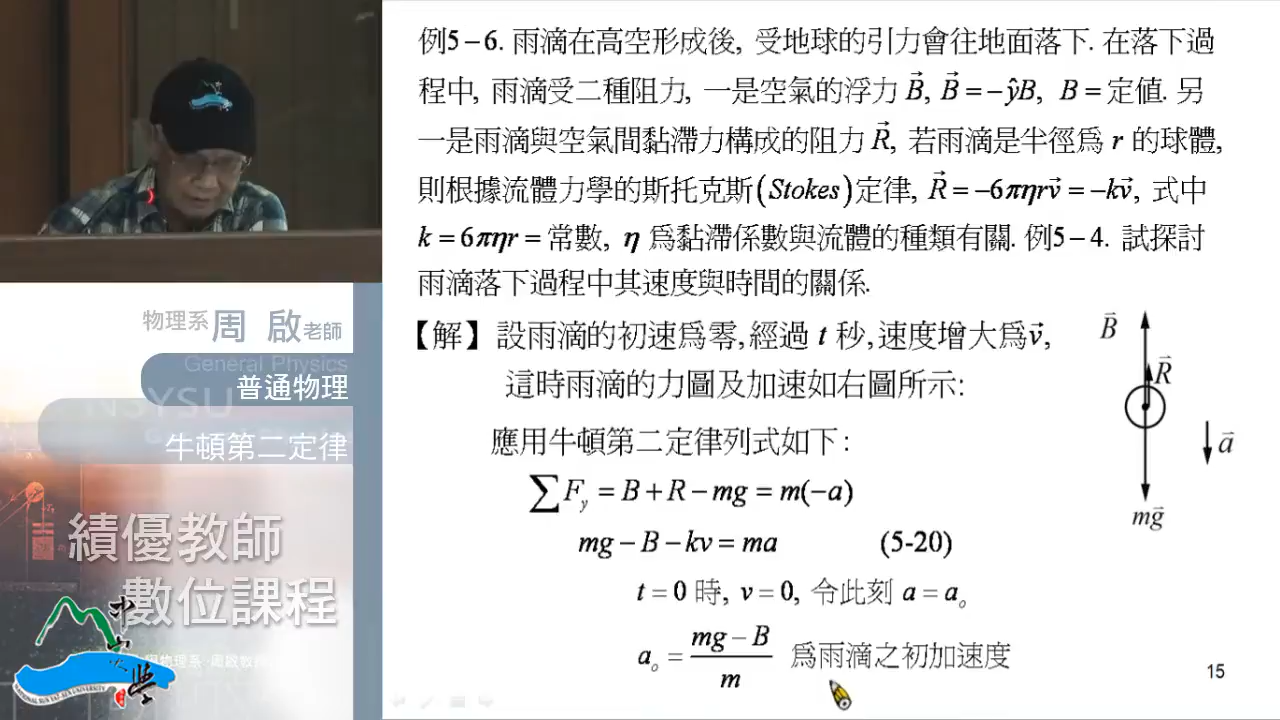 例5－6. 雨滴在高空形成後, 受地球的引力會往地面落下. 在落下過
程中, 雨滴受二種阻力, 一是空氣的浮力 B⃗, B⃗ = −ŷB, B = 定值. 另
一是雨滴與空氣間黏滯力構成的阻力 R⃗, 若雨滴是半徑為 r 的球體,
則根據流體力學的斯托克斯(Stokes)定律, R⃗ = −6πηrv⃗ = −kv⃗, 式中
k = 6πηr = 常數, η 為黏滯係數與流體的種類有關. 例5－4. 試探討
雨滴落下過程中其速度與時間的關係.
【解】設雨滴的初速為零, 經過 t 秒, 速度增大為v⃗,
這時雨滴的力圖及加速如右圖所示:
應用牛頓第二定律列式如下:
∑F_y = B + R − mg = m(−a)
mg − B − kv = ma (5-20)
t = 0 時, v = 0, 令此刻 a = a_o
a_o = (mg − B)/m 為雨滴之初加速度
B⃗
R⃗
a⃗
mg⃗
15
物理系 周 啟 老師
General Physics
普通物理
NSYSU
牛頓第二定律
績優教師
數位課程
物理系·周啟教師